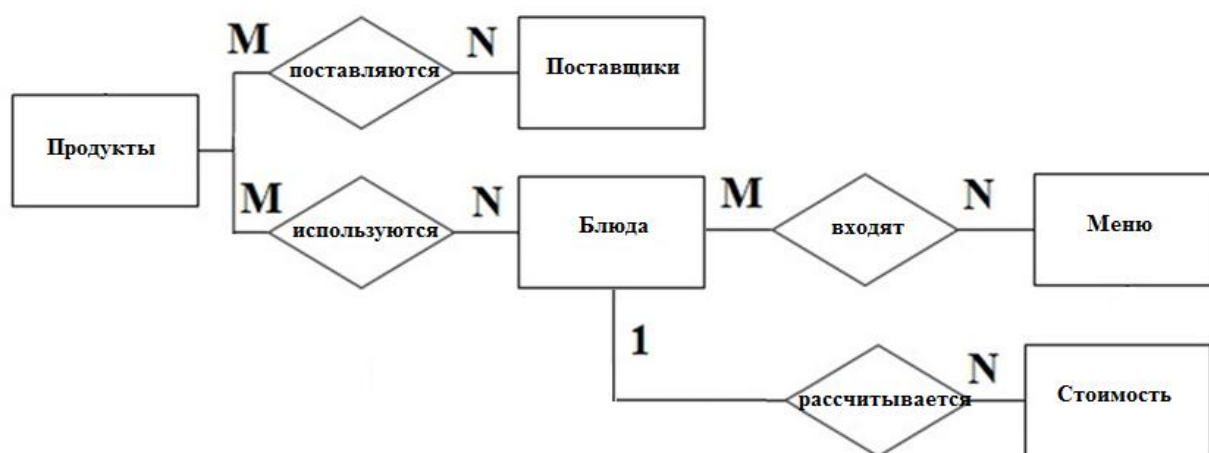 M
N
поставляются
Поставщики
Продукты
M
N
используются
Блюда
M
N
входят
Меню
1
N
рассчитывается
Стоимость